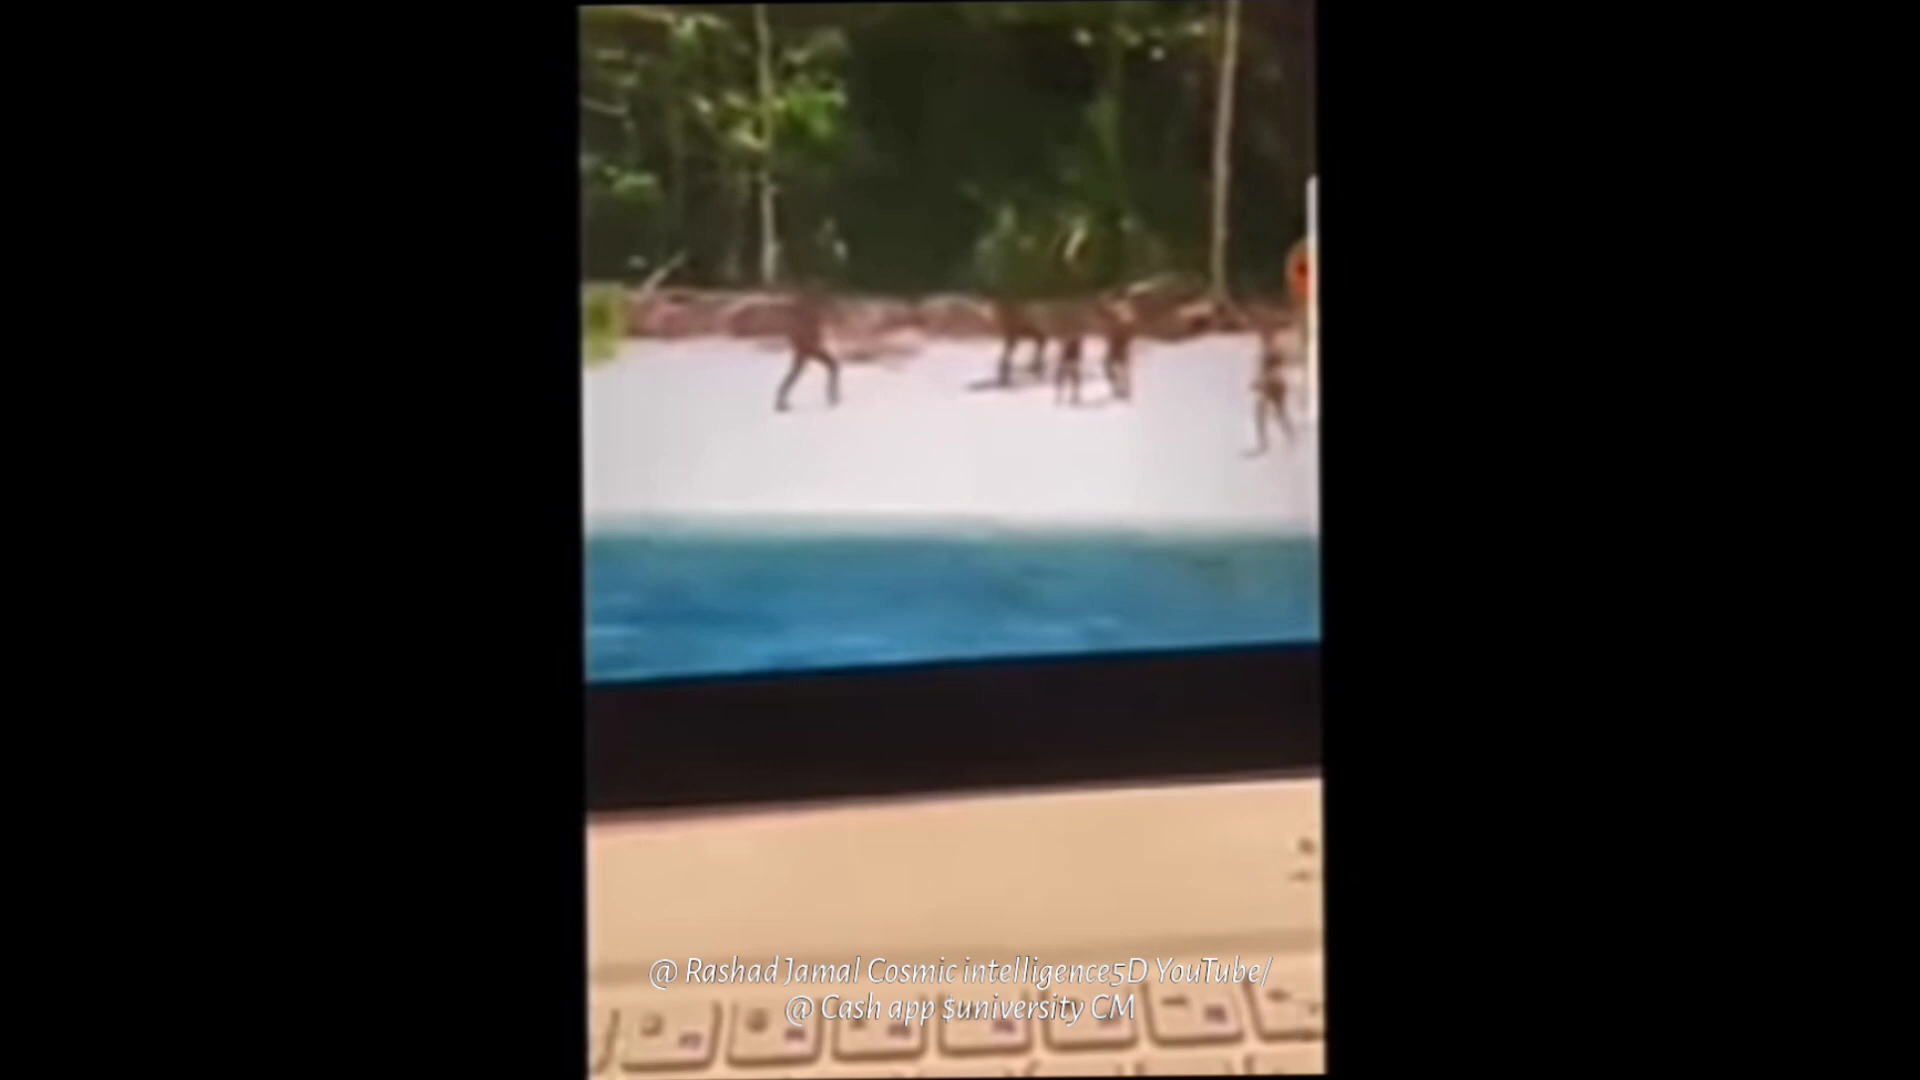 @ Rashad Jamal Cosmic intelligence5D YouTube/
@ Cash app $university CM